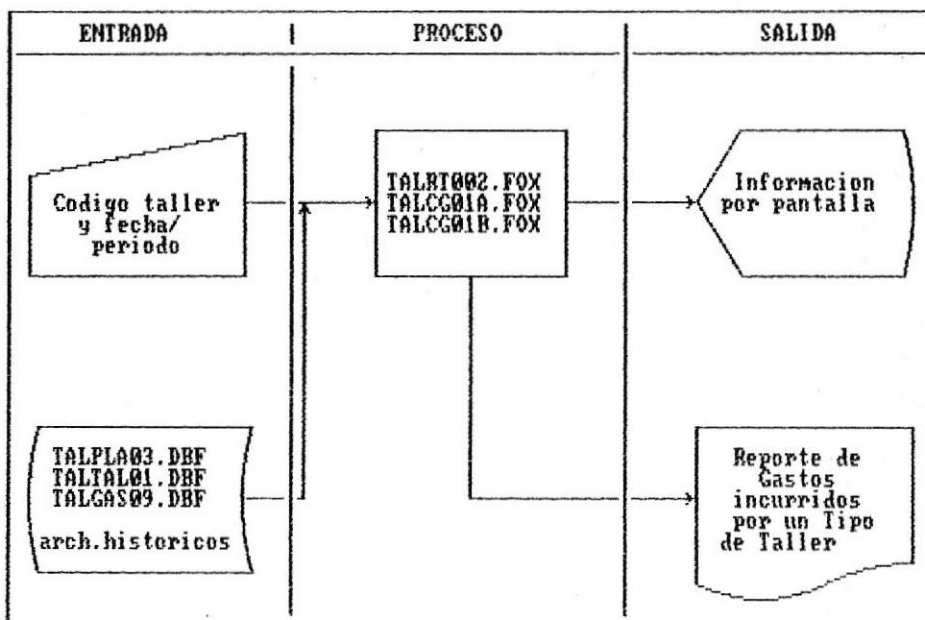 ENTRADA
PROCESO
SALIDA
Codigo taller
y fecha/
periodo
TALRT002.FOX
TALCG01A.FOX
TALCG01B.FOX
Informacion
por pantalla
TALPLA03.DBF
TALTAL01.DBF
TALGAS09.DBF
arch.historicos
Reporte de
Gastos
incurridos
por un Tipo
de Taller